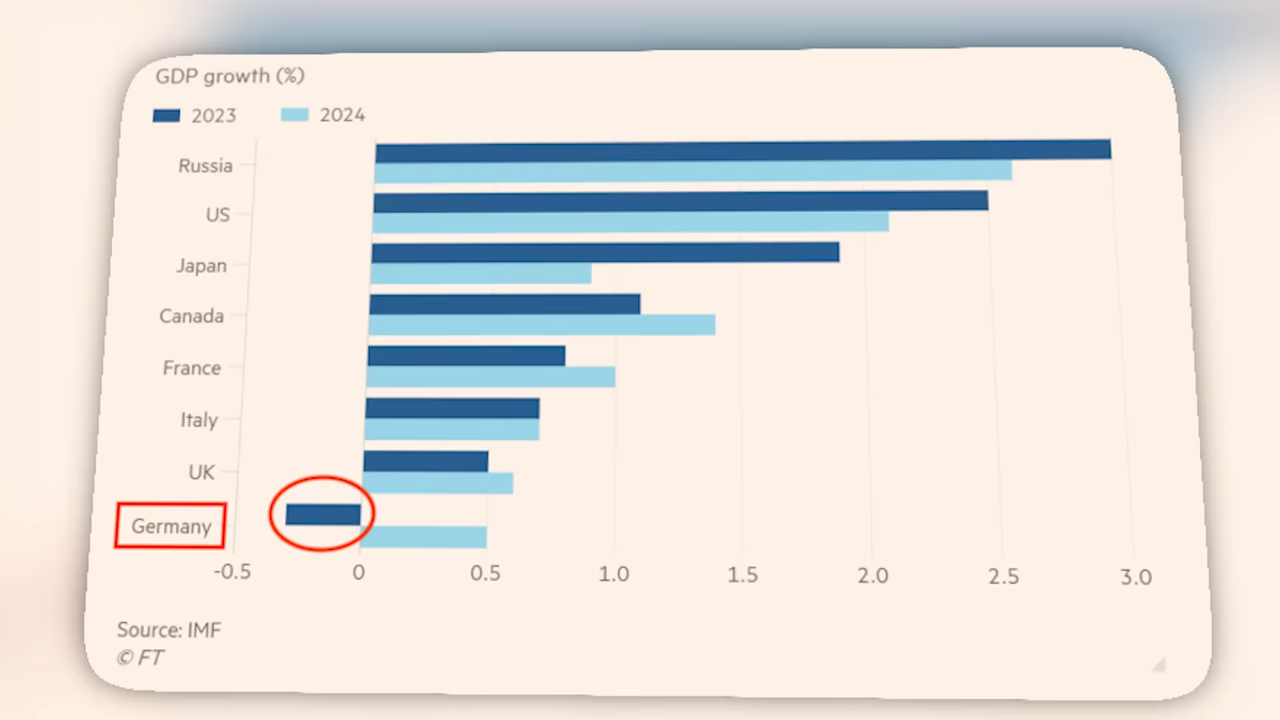 GDP growth (%)
2023 2024
Russia
US
Japan
Canada
France
Italy
UK
Germany
-0.5 0 0.5 1.0 1.5 2.0 2.5 3.0
Source: IMF
© FT